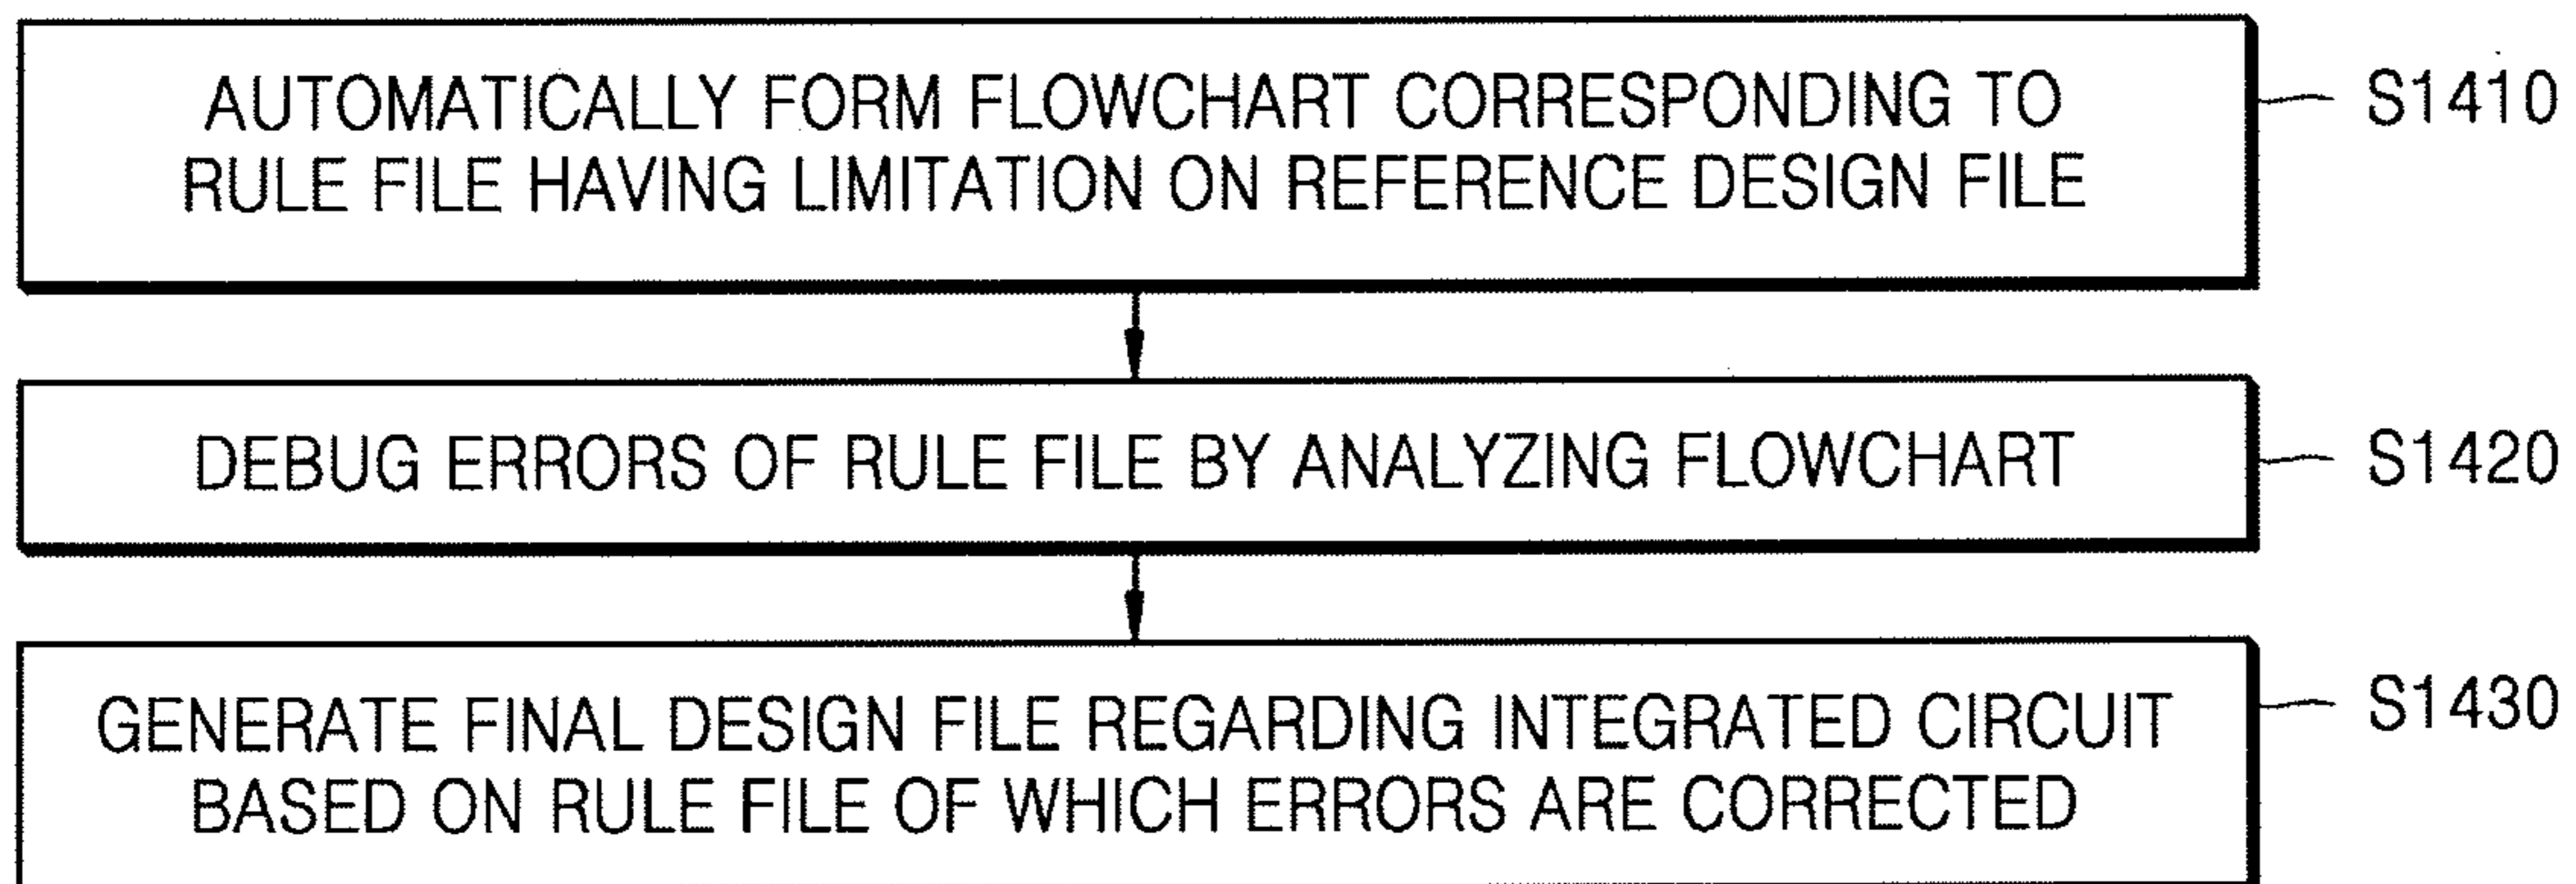 AUTOMATICALLY FORM FLOWCHART CORRESPONDING TO
RULE FILE HAVING LIMITATION ON REFERENCE DESIGN FILE
S1410
DEBUG ERRORS OF RULE FILE BY ANALYZING FLOWCHART
S1420
GENERATE FINAL DESIGN FILE REGARDING INTEGRATED CIRCUIT
BASED ON RULE FILE OF WHICH ERRORS ARE CORRECTED
S1430